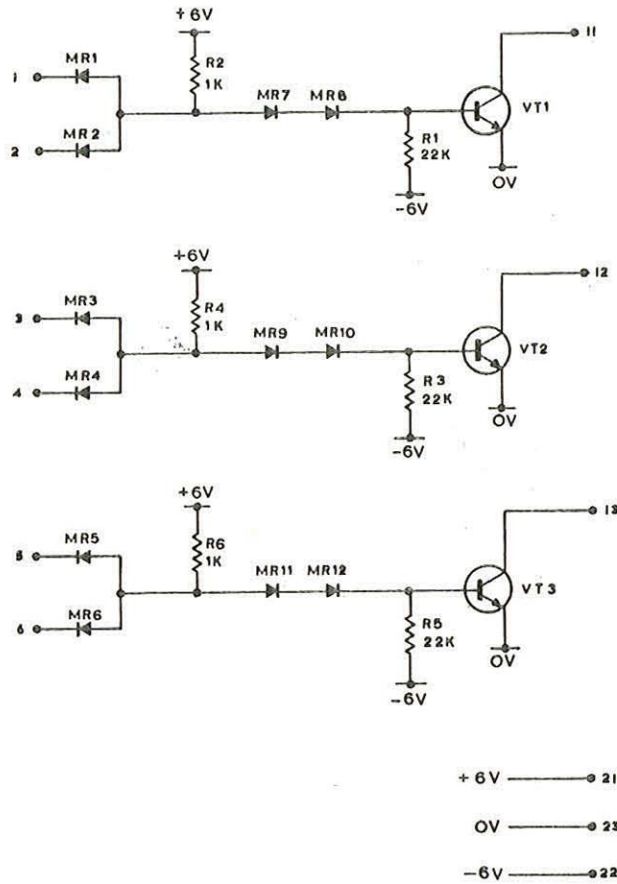 +6V
11
MR1
R2
1K
1
MR7
MR8
VT1
MR2
R1
22K
2
0V
-6V
+6V
12
MR3
R4
1K
3
MR9
MR10
VT2
MR4
R3
22K
4
0V
-6V
+6V
13
MR5
R6
1K
5
MR11
MR12
VT3
MR6
R5
22K
6
0V
-6V
+6V
21
0V
23
-6V
22